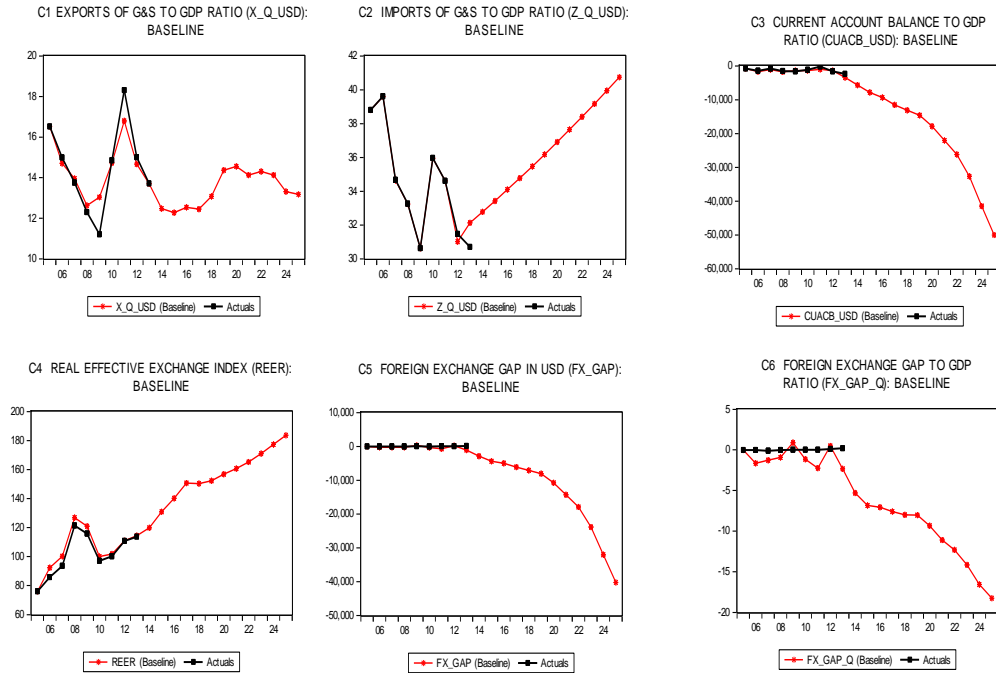 C1 EXPORTS OF G&S TO GDP RATIO (X_Q_USD):
BASELINE
20
18
16
14
12
10
06 08 10 12 14 16 18 20 22 24
X_Q_USD (Baseline) Actuals
C2 IMPORTS OF G&S TO GDP RATIO (Z_Q_USD):
BASELINE
42
40
38
36
34
32
30
06 08 10 12 14 16 18 20 22 24
Z_Q_USD (Baseline) Actuals
C3 CURRENT ACCOUNT BALANCE TO GDP
RATIO (CUACB_USD): BASELINE
0
-10,000
-20,000
-30,000
-40,000
-50,000
-60,000
06 08 10 12 14 16 18 20 22 24
CUACB_USD (Baseline) Actuals
C4 REAL EFFECTIVE EXCHANGE INDEX (REER):
BASELINE
200
180
160
140
120
100
80
60
06 08 10 12 14 16 18 20 22 24
REER (Baseline) Actuals
C5 FOREIGN EXCHANGE GAP IN USD (FX_GAP):
BASELINE
10,000
0
-10,000
-20,000
-30,000
-40,000
-50,000
06 08 10 12 14 16 18 20 22 24
FX_GAP (Baseline) Actuals
C6 FOREIGN EXCHANGE GAP TO GDP
RATIO (FX_GAP_Q): BASELINE
5
0
-5
-10
-15
-20
06 08 10 12 14 16 18 20 22 24
FX_GAP_Q (Baseline) Actuals